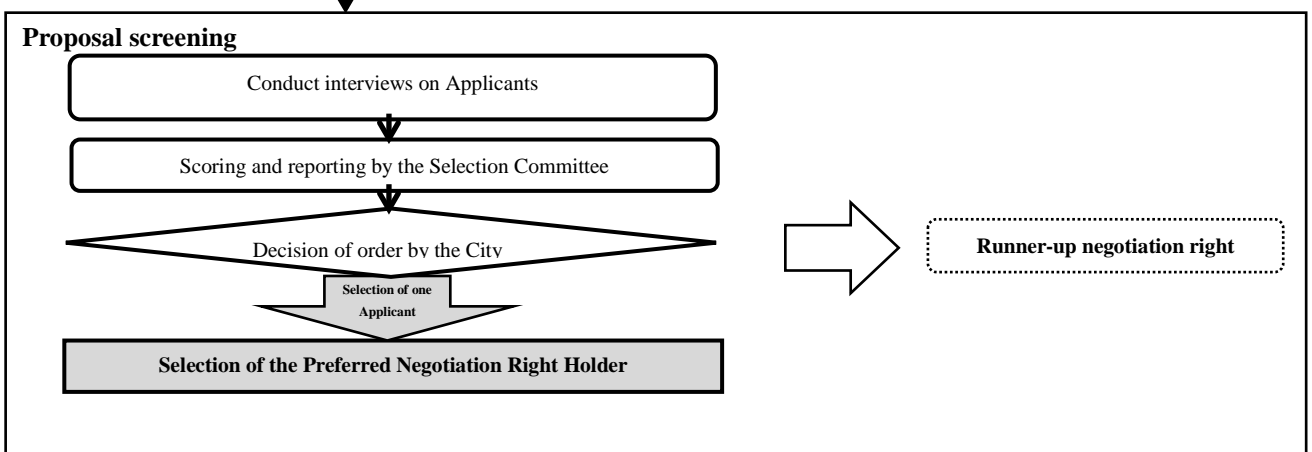 Proposal screening
Conduct interviews on Applicants
Scoring and reporting by the Selection Committee
Decision of order by the City
Runner-up negotiation right
Selection of one
Applicant
Selection of the Preferred Negotiation Right Holder